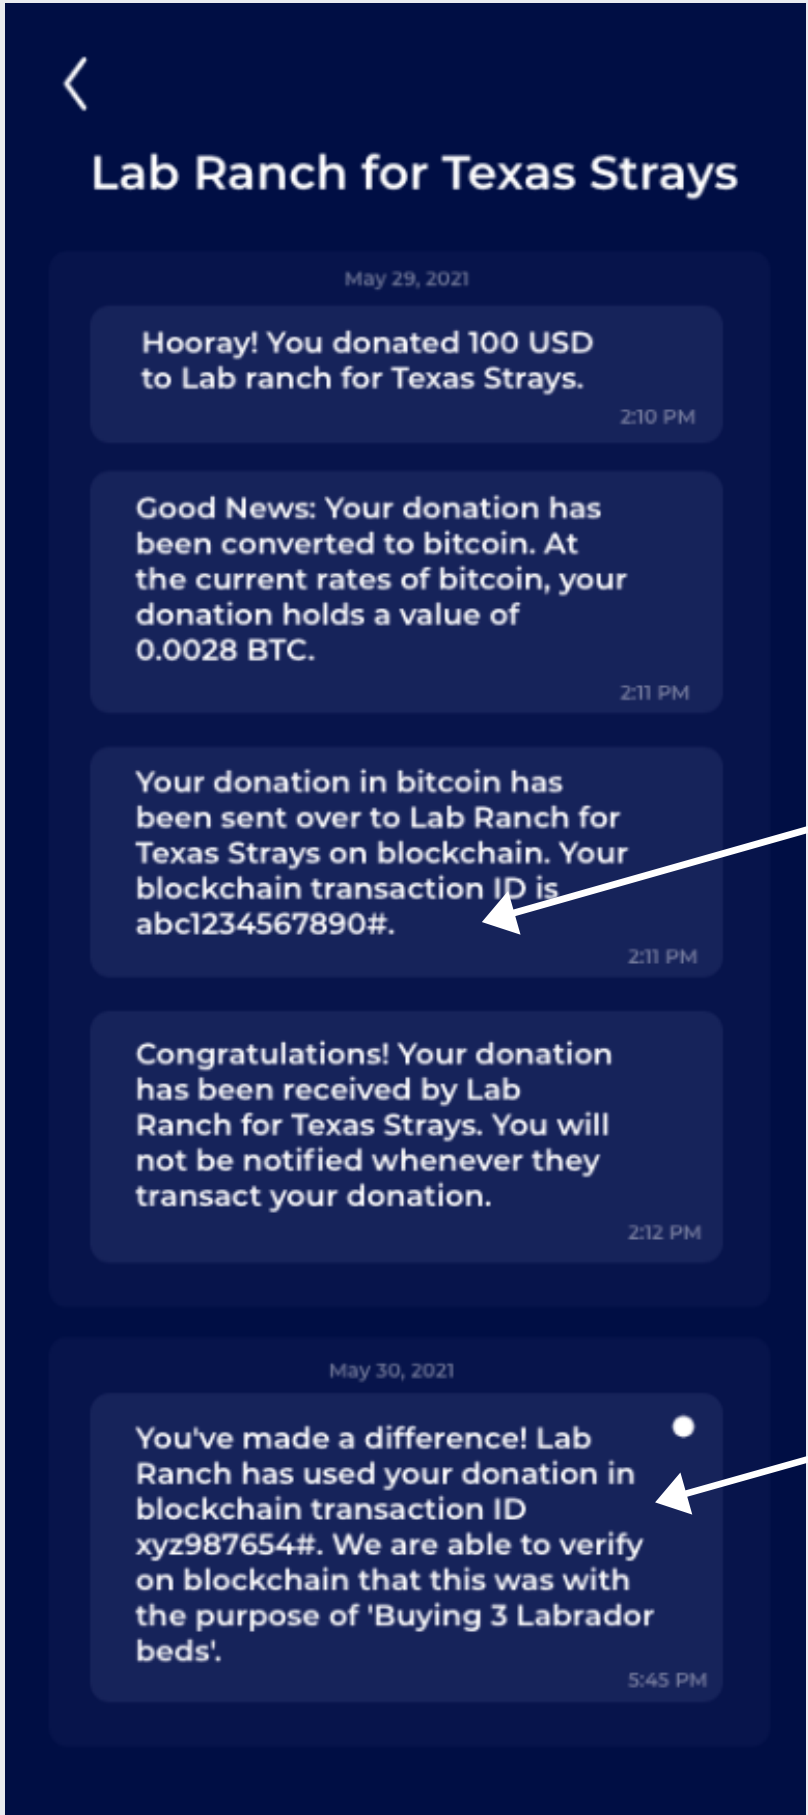 Lab Ranch for Texas Strays
May 29, 2021
Hooray! You donated 100 USD
to Lab ranch for Texas Strays.
2:10 PM
Good News: Your donation has
been converted to bitcoin. At
the current rates of bitcoin, your
donation holds a value of
0.0028 BTC.
2:11 PM
Your donation in bitcoin has
been sent over to Lab Ranch for
Texas Strays on blockchain. Your
blockchain transaction ID is
abc1234567890#.
2:11 PM
Congratulations! Your donation
has been received by Lab
Ranch for Texas Strays. You will
not be notified whenever they
transact your donation.
2:12 PM
May 30, 2021
You've made a difference! Lab
Ranch has used your donation in
blockchain transaction ID
xyz987654#. We are able to verify
on blockchain that this was with
the purpose of 'Buying 3 Labrador
beds'.
5:45 PM